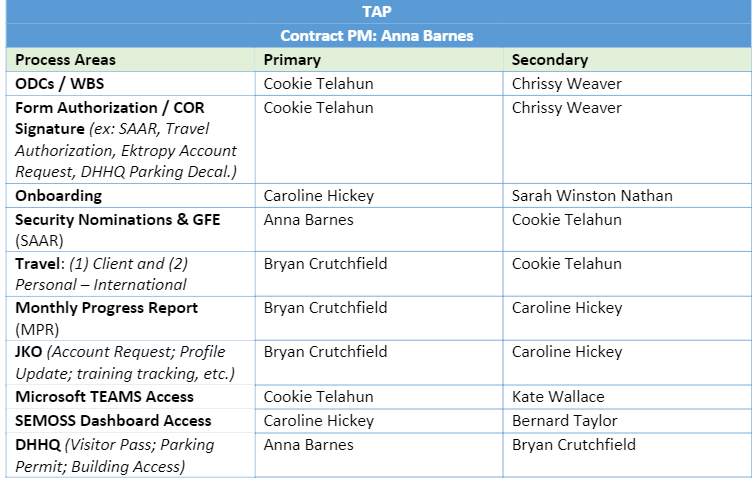 TAP
Contract PM: Anna Barnes
Process Areas Primary Secondary
ODCs / WBS Cookie Telahun Chrissy Weaver
Form Authorization / COR Cookie Telahun Chrissy Weaver
Signature (ex: SAAR, Travel
Authorization, Ektropy Account
Request, DHHQ Parking Decal.)
Onboarding Caroline Hickey Sarah Winston Nathan
Security Nominations & GFE Anna Barnes Cookie Telahun
(SAAR)
Travel: (1) Client and (2) Bryan Crutchfield Cookie Telahun
Personal – International
Monthly Progress Report Bryan Crutchfield Caroline Hickey
(MPR)
JKO (Account Request; Profile Bryan Crutchfield Caroline Hickey
Update; training tracking, etc.)
Microsoft TEAMS Access Cookie Telahun Kate Wallace
SEMOSS Dashboard Access Caroline Hickey Bernard Taylor
DHHQ (Visitor Pass; Parking Anna Barnes Bryan Crutchfield
Permit; Building Access)